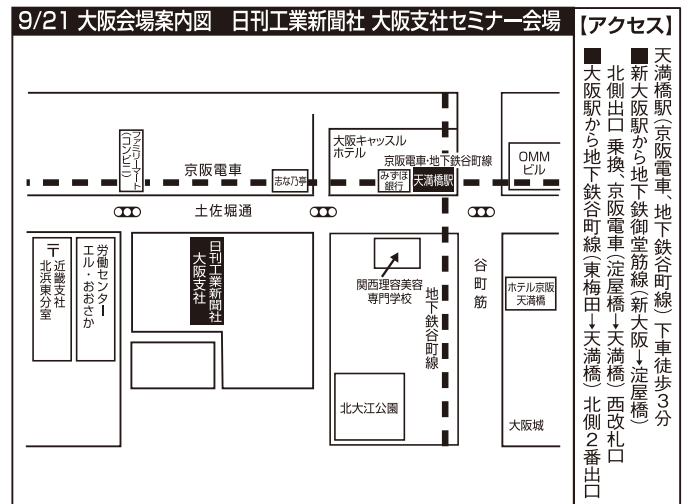 9/21 大阪会場案内図　日刊工業新聞社 大阪支社セミナー会場
【アクセス】
天満橋駅（京阪電車、地下鉄谷町線）下車徒歩3分
■新大阪駅から地下鉄御堂筋線（新大阪→淀屋橋）
北側出口 乗換、京阪電車（淀屋橋→天満橋）西改札口
■大阪駅から地下鉄谷町線（東梅田→天満橋）北側2番出口
ファミリーマート
（コンビニ）
京阪電車
志な乃亭
大阪キャッスル
ホテル
京阪電車・地下鉄谷町線
みずほ
銀行
天満橋駅
OMM
ビル
土佐堀通
〒
近畿支社
北浜東分室
労働センター
エル・おおさか
日刊工業新聞社
大阪支社
関西理容美容
専門学校
地下鉄谷町線
谷町筋
ホテル京阪
天満橋
北大江公園
大阪城